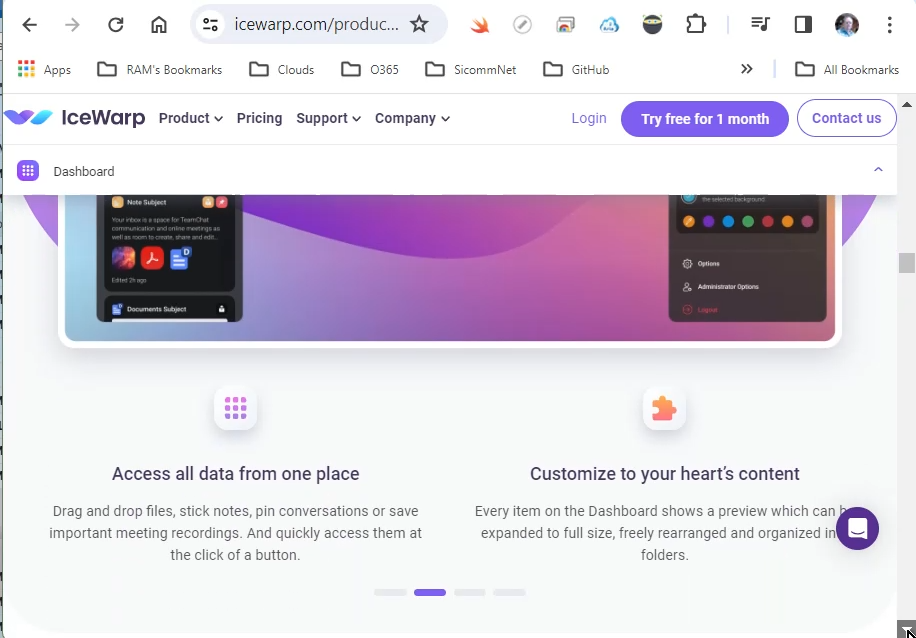 icewarp.com/produc...
Apps
RAM's Bookmarks
Clouds
O365
SicommNet
GitHub
All Bookmarks
IceWarp
Product
Pricing
Support
Company
Login
Try free for 1 month
Contact us
Dashboard
Note Subject
Your inbox is a space for TeamChat
communication and online meetings as
well as room to create, share and edit...
Edited 2h ago
Documents Subject
the selected background
Options
Administrator Options
Logout
Access all data from one place
Drag and drop files, stick notes, pin conversations or save
important meeting recordings. And quickly access them at
the click of a button.
Customize to your heart's content
Every item on the Dashboard shows a preview which can b
expanded to full size, freely rearranged and organized in
folders.